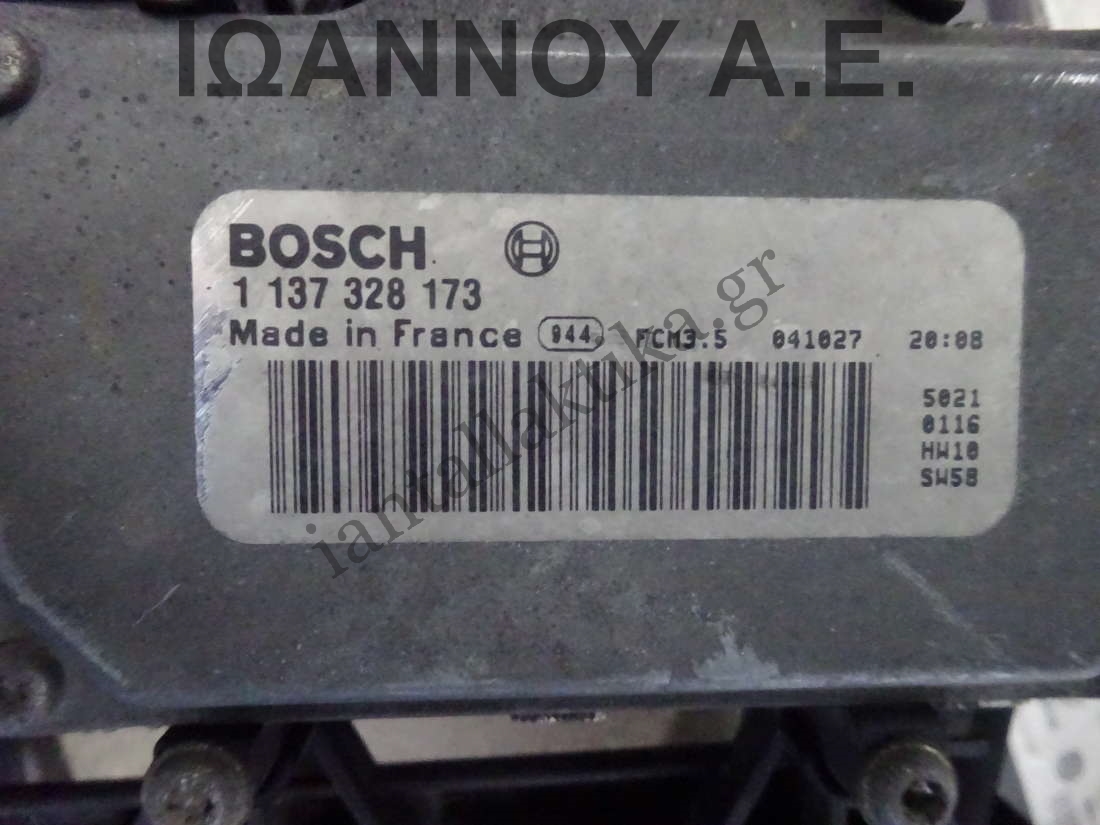 ΙΩΑΝΝΟΥ Α.Ε.
BOSCH
1 137 328 173
Made in France 944 FCM3.5 041027 20:08
5021
0116
HW10
SW58
iantallaktika.gr